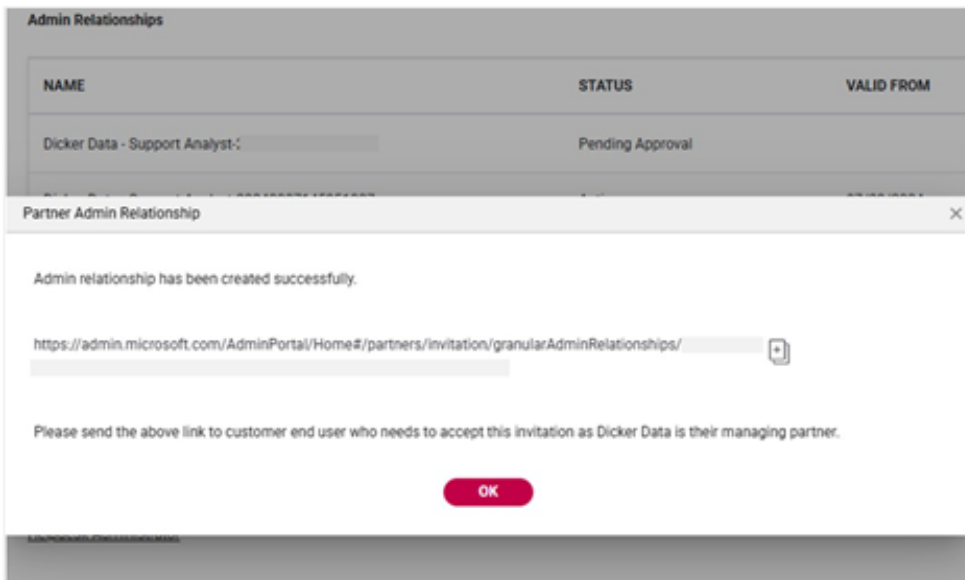 Admin Relationships
NAME STATUS VALID FROM
Dicker Data - Support Analyst-
Pending Approval
Partner Admin Relationship
Admin relationship has been created successfully.
https://admin.microsoft.com/AdminPortal/Home#/partners/invitation/granularAdminRelationships/
Please send the above link to customer end user who needs to accept this invitation as Dicker Data is their managing partner.
OK